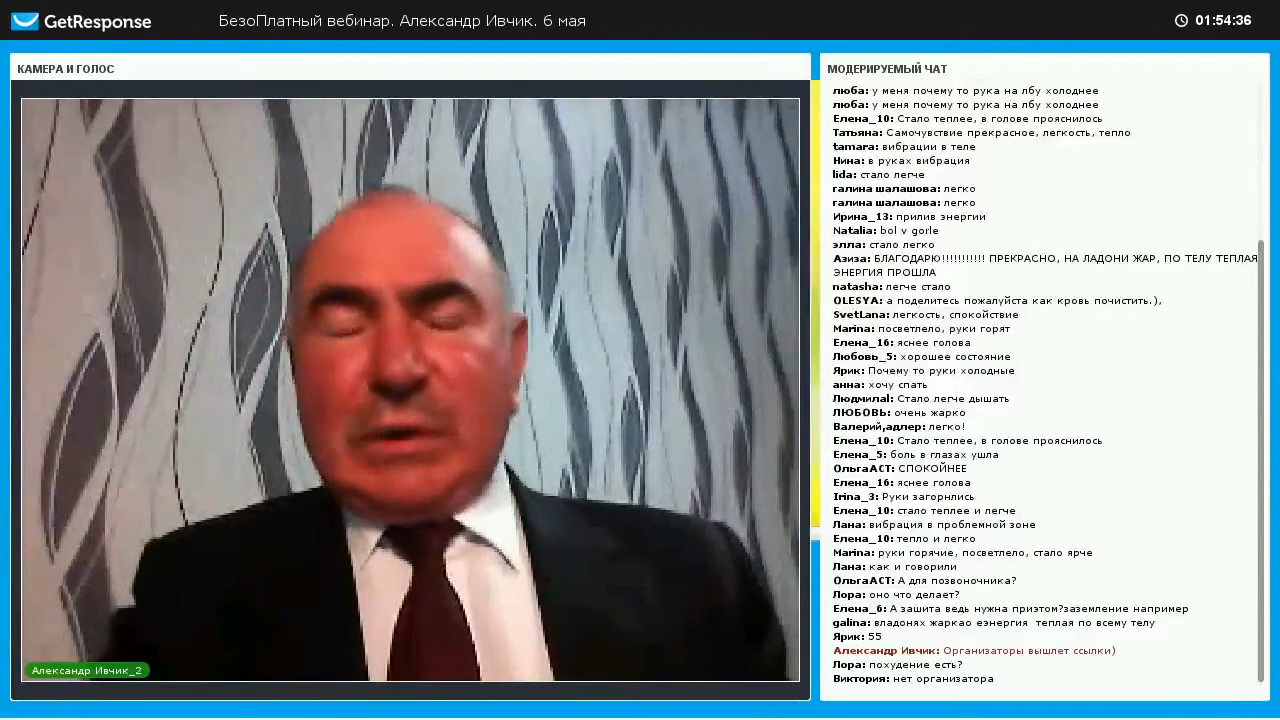 GetResponse
БезоПлатный вебинар. Александр Ивчик. 6 мая
01:54:36
КАМЕРА И ГОЛОС
Александр Ивчик_2
МОДЕРИРУЕМЫЙ ЧАТ
люба: у меня почему то рука на лбу холоднее
люба: у меня почему то рука на лбу холоднее
Елена_10: Стало теплее, в голове прояснилось
Татьяна: Самочувствие прекрасное, легкость, тепло
tamara: вибрации в теле
Нина: в руках вибрация
lida: стало легче
галина шалашова: легко
галина шалашова: легко
Ирина_13: прилив энергии
Natalia: bol v gorle
элла: стало легко
Азиза: БЛАГОДАРЮ!!!!!!!!!!! ПРЕКРАСНО, НА ЛАДОНИ ЖАР, ПО ТЕЛУ ТЕПЛАЯ
ЭНЕРГИЯ ПРОШЛА
natasha: легче стало
OLESYA: а поделитесь пожалуйста как кровь почистить.),
SvetLana: легкость, спокойствие
Marina: посветлело, руки горят
Елена_16: яснее голова
Любовь_5: хорошее состояние
Ярик: Почему то руки холодные
анна: хочу спать
Людмилаl: Стало легче дышать
ЛЮБОВЬ: очень жарко
Валерий,адлер: легко!
Елена_10: Стало теплее, в голове прояснилось
Елена_5: боль в глазах ушла
ОльгаАСТ: СПОКОЙНЕЕ
Елена_16: яснее голова
Irina_3: Руки загорнлись
Елена_10: стало теплее и легче
Лана: вибрация в проблемной зоне
Елена_10: тепло и легко
Marina: руки горячие, посветлело, стало ярче
Лана: как и говорили
ОльгаАСТ: А для позвоночника?
Лора: оно что делает?
Елена_6: А зашита ведь нужна приэтом?заземление например
galina: владонях жаркао еэнергия теплая по всему телу
Ярик: 55
Александр Ивчик: Организаторы вышлет ссылки)
Лора: похудение есть?
Виктория: нет организатора